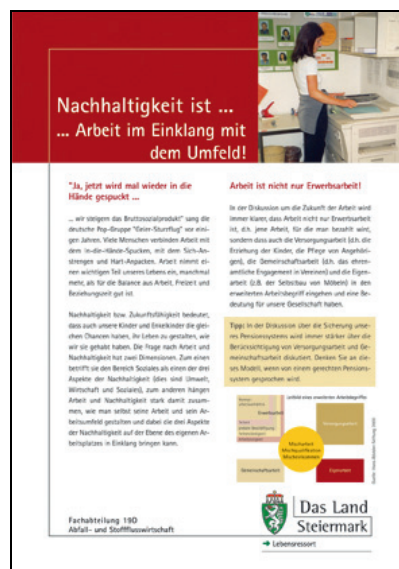 Nachhaltigkeit ist ...
... Arbeit im Einklang mit
dem Umfeld!
"Ja, jetzt wird mal wieder in die
Hände gespuckt ...
... wir steigern das Bruttosozialprodukt!" sang die
deutsche Pop-Gruppe "Geier-Sturzflug" vor eini-
gen Jahren. Viele Menschen verbinden Arbeit mit
dem in-die-Hände-Spucken, mit dem Sich-An-
strengen und Hart-Anpacken. Arbeit nimmt ei-
nen wichtigen Teil unseres Lebens ein, manchmal
mehr, als für die Balance aus Arbeit, Freizeit und
Beziehungszeit gut ist.
Nachhaltigkeit bzw. Zukunftsfähigkeit bedeutet,
dass auch unsere Kinder und Enkelkinder die glei-
chen Chancen haben, ihr Leben zu gestalten, wie
wir sie gehabt haben. Die Frage nach Arbeit und
Nachhaltigkeit hat zwei Dimensionen. Zum einen
betrifft sie den Bereich Soziales als einen der drei
Aspekte der Nachhaltigkeit (dies sind Umwelt,
Wirtschaft und Soziales), zum anderen hängen
Arbeit und Nachhaltigkeit stark damit zusam-
men, wie man selbst seine Arbeit und sein Ar-
beitsumfeld gestalten und dabei die drei Aspekte
der Nachhaltigkeit auf der Ebene des eigenen Ar-
beitsplatzes in Einklang bringen kann.
Arbeit ist nicht nur Erwerbsarbeit!
In der Diskussion um die Zukunft der Arbeit wird
immer klarer, dass Arbeit nicht nur Erwerbsarbeit
ist, d.h. jene Arbeit, für die man bezahlt wird,
sondern dass auch die Versorgungsarbeit (d.h. die
Erziehung der Kinder, die Pflege von Angehöri-
gen), die Gemeinschaftsarbeit (d.h. das ehren-
amtliche Engagement in Vereinen) und die Eigen-
arbeit (z.B. der Selbstbau von Möbeln) in den
erweiterten Arbeitsbegriff eingehen und eine Be-
deutung für unsere Gesellschaft haben.
Tipp: In der Diskussion über die Sicherung unse-
res Pensionssystems wird immer stärker über die
Berücksichtigung von Versorgungsarbeit und Ge-
meinschaftsarbeit diskutiert. Denken Sie an die-
ses Modell, wenn von einem gerechten Pensions-
system gesprochen wird.
Erwerbsarbeit
Versorgungsarbeit
Mischarbeit
Mischqualifikation
Mischeinkommen
Gemeinschaftsarbeit
Eigenarbeit
Fachabteilung 19D
Abfall- und Stoffflusswirtschaft
Das Land
Steiermark
→ Lebensressort